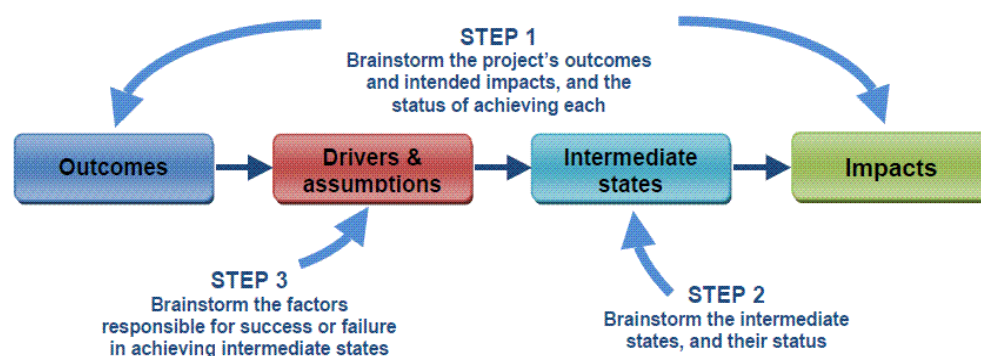 STEP 1
Brainstorm the project's outcomes
and intended impacts, and the
status of achieving each
Outcomes
Drivers &
assumptions
Intermediate
states
Impacts
STEP 3
Brainstorm the factors
responsible for success or failure
in achieving intermediate states
STEP 2
Brainstorm the intermediate
states, and their status